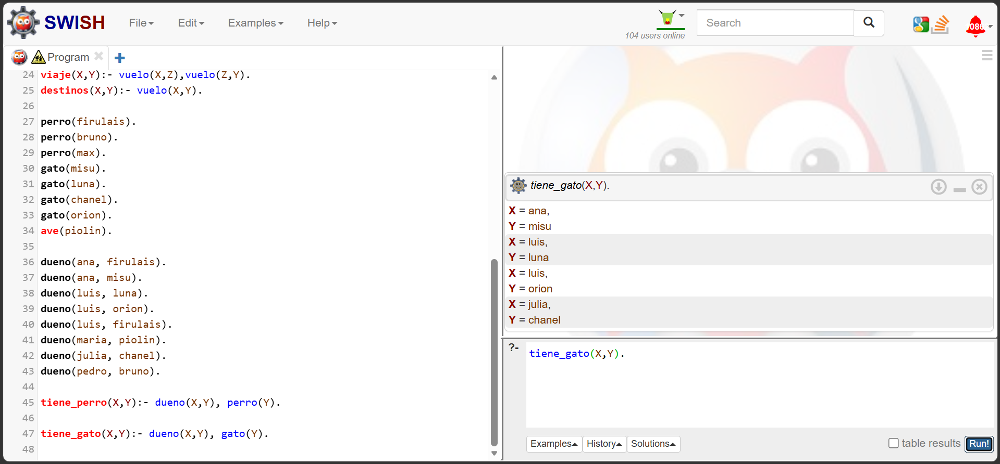 SWISH File Edit Examples Help 104 users online Search
Program
24 viaje(X,Y):- vuelo(X,Z),vuelo(Z,Y).
25 destinos(X,Y):- vuelo(X,Y).
26
27 perro(firulais).
28 perro(bruno).
29 perro(max).
30 gato(misu).
31 gato(luna).
32 gato(chanel).
33 gato(orion).
34 ave(piolin).
35
36 dueno(ana, firulais).
37 dueno(ana, misu).
38 dueno(luis, luna).
39 dueno(luis, orion).
40 dueno(luis, firulais).
41 dueno(maria, piolin).
42 dueno(julia, chanel).
43 dueno(pedro, bruno).
44
45 tiene_perro(X,Y):- dueno(X,Y), perro(Y).
46
47 tiene_gato(X,Y):- dueno(X,Y), gato(Y).
48
tiene_gato(X,Y).
X = ana,
Y = misu
X = luis,
Y = luna
X = luis,
Y = orion
X = julia,
Y = chanel
?- tiene_gato(X,Y).
Examples History Solutions table results Run!